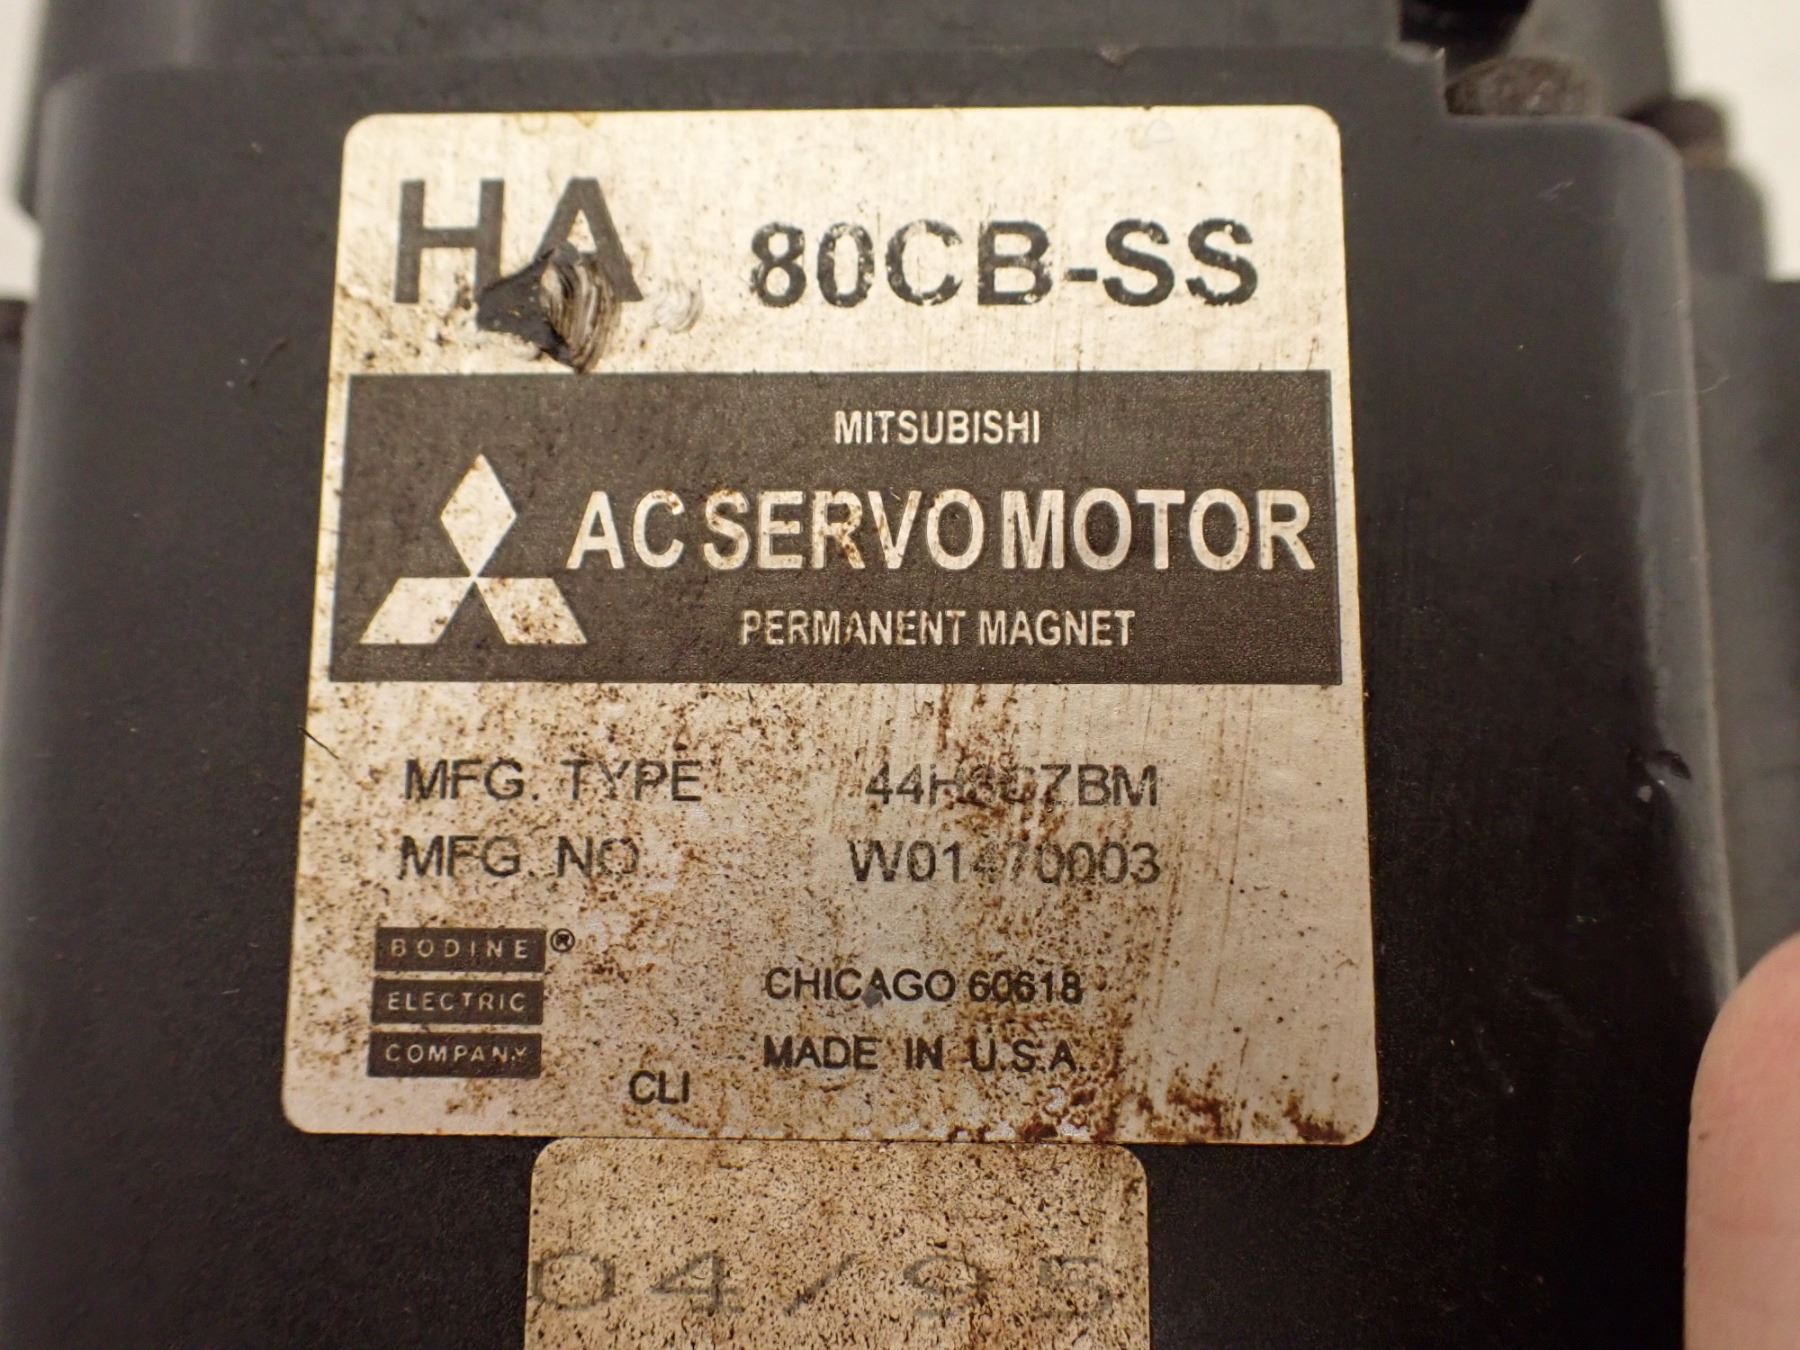 HA 80CB-SS
MITSUBISHI
AC SERVO MOTOR
PERMANENT MAGNET
MFG. TYPE
MFG. NO. W01470003
BODINE ®
ELECTRIC
COMPANY
CHICAGO 60618
MADE IN U.S.A.
CLI
04/95